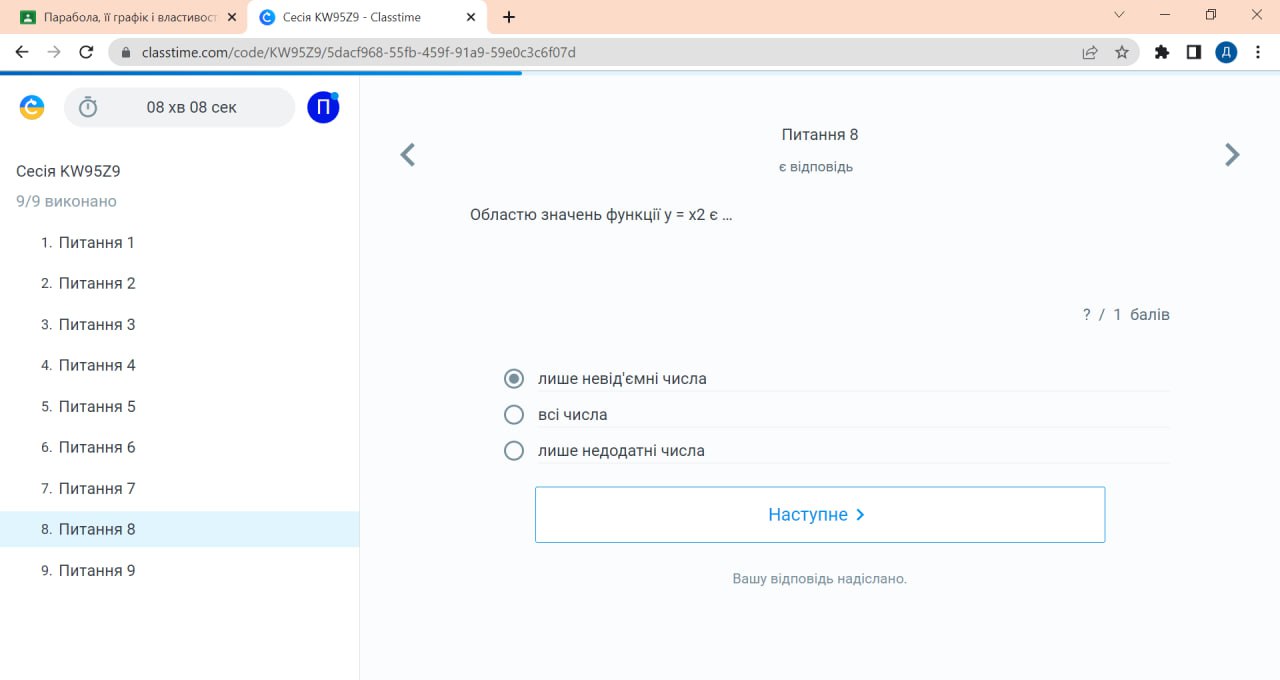 Парабола, її графік і властивост
Сесія KW95Z9 - Classtime
classtime.com/code/KW95Z9/5dacf968-55fb-459f-91a9-59e0c3c6f07d
Д
08 хв 08 сек
П
Сесія KW95Z9
9/9 виконано
1. Питання 1
2. Питання 2
3. Питання 3
4. Питання 4
5. Питання 5
6. Питання 6
7. Питання 7
8. Питання 8
9. Питання 9
Питання 8
є відповідь
Областю значень функції y = x2 є ...
? / 1 балів
лише невід'ємні числа
всі числа
лише недодатні числа
Наступне
Вашу відповідь надіслано.